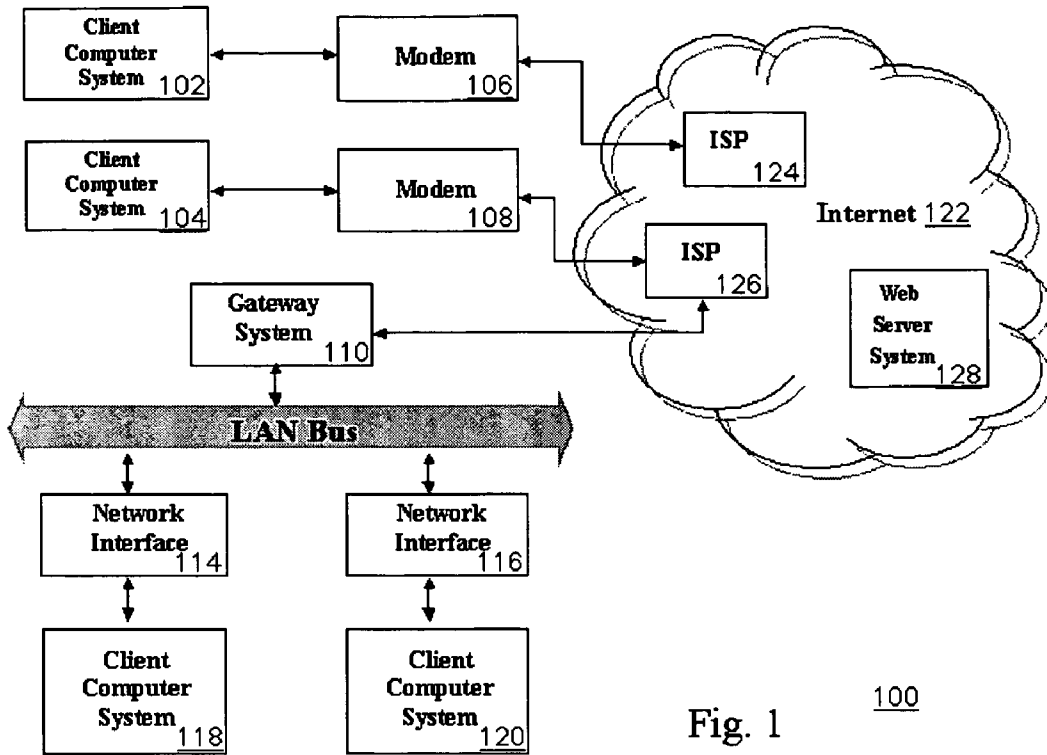 Client
Computer
System 102
Modem
106
ISP
124
Client
Computer
System 104
Modem
108
Internet 122
ISP
126
Gateway
System
110
Web
Server
System
128
LAN Bus
Network
Interface
114
Network
Interface
116
Client
Computer
System
118
Client
Computer
System
120
Fig. 1
100